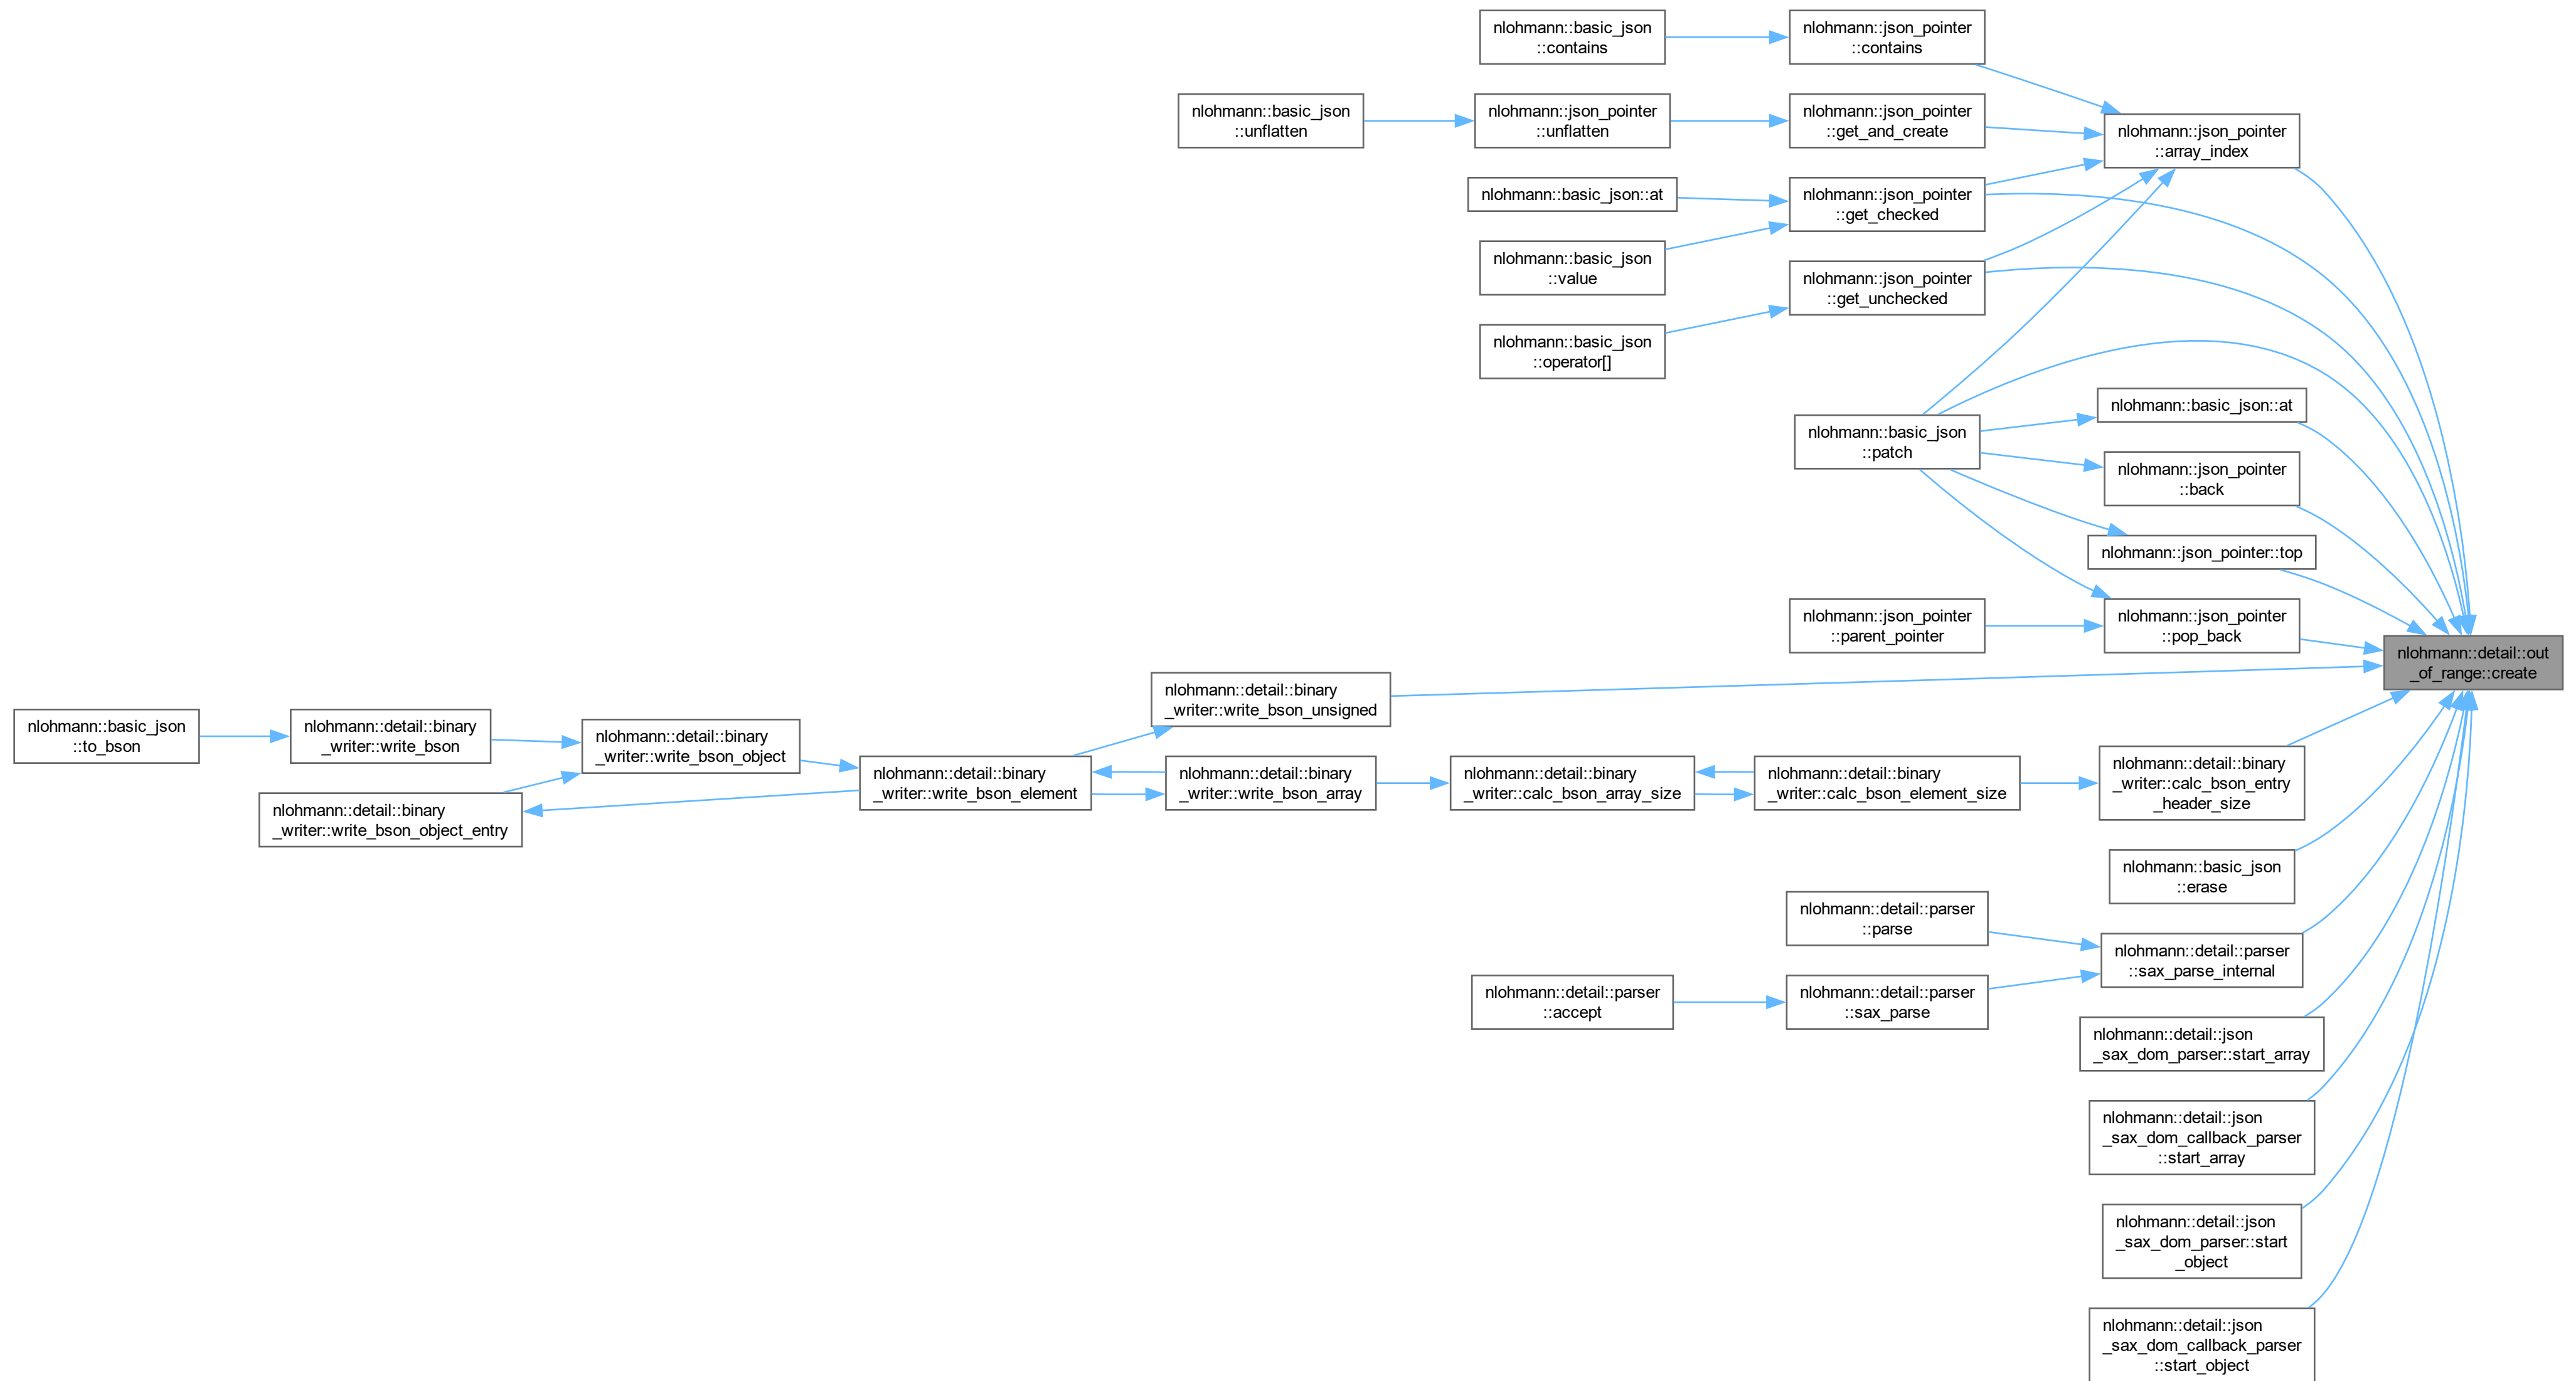 nlohmann::basic_json
::contains
nlohmann::json_pointer
::contains
nlohmann::basic_json
::unflatten
nlohmann::json_pointer
::unflatten
nlohmann::json_pointer
::get_and_create
nlohmann::json_pointer
::array_index
nlohmann::basic_json::at
nlohmann::json_pointer
::get_checked
nlohmann::basic_json
::value
nlohmann::json_pointer
::get_unchecked
nlohmann::basic_json
::operator[]
nlohmann::basic_json::at
nlohmann::basic_json
::patch
nlohmann::json_pointer
::back
nlohmann::json_pointer::top
nlohmann::json_pointer
::parent_pointer
nlohmann::json_pointer
::pop_back
nlohmann::detail::out
_of_range::create
nlohmann::detail::binary
_writer::write_bson_unsigned
nlohmann::basic_json
::to_bson
nlohmann::detail::binary
_writer::write_bson
nlohmann::detail::binary
_writer::write_bson_object
nlohmann::detail::binary
_writer::write_bson_object_entry
nlohmann::detail::binary
_writer::write_bson_element
nlohmann::detail::binary
_writer::write_bson_array
nlohmann::detail::binary
_writer::calc_bson_array_size
nlohmann::detail::binary
_writer::calc_bson_element_size
nlohmann::detail::binary
_writer::calc_bson_entry
_header_size
nlohmann::basic_json
::erase
nlohmann::detail::parser
::parse
nlohmann::detail::parser
::sax_parse_internal
nlohmann::detail::parser
::accept
nlohmann::detail::parser
::sax_parse
nlohmann::detail::json
_sax_dom_parser::start_array
nlohmann::detail::json
_sax_dom_callback_parser
::start_array
nlohmann::detail::json
_sax_dom_parser::start
_object
nlohmann::detail::json
_sax_dom_callback_parser
::start_object